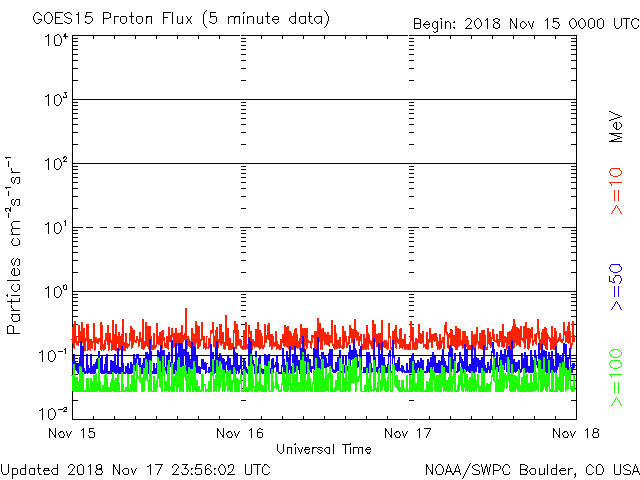 GOES15 Proton Flux (5 minute data)
Begin: 2018 Nov 15 0000 UTC
10⁴
10³
10²
10¹
10⁰
10⁻¹
10⁻²
Particles cm⁻²s⁻¹sr⁻¹
MeV
>=10
>=50
>=100
Nov 15
Nov 16
Nov 17
Nov 18
Universal Time
Updated 2018 Nov 17 23:56:02 UTC
NOAA/SWPC Boulder, CO USA